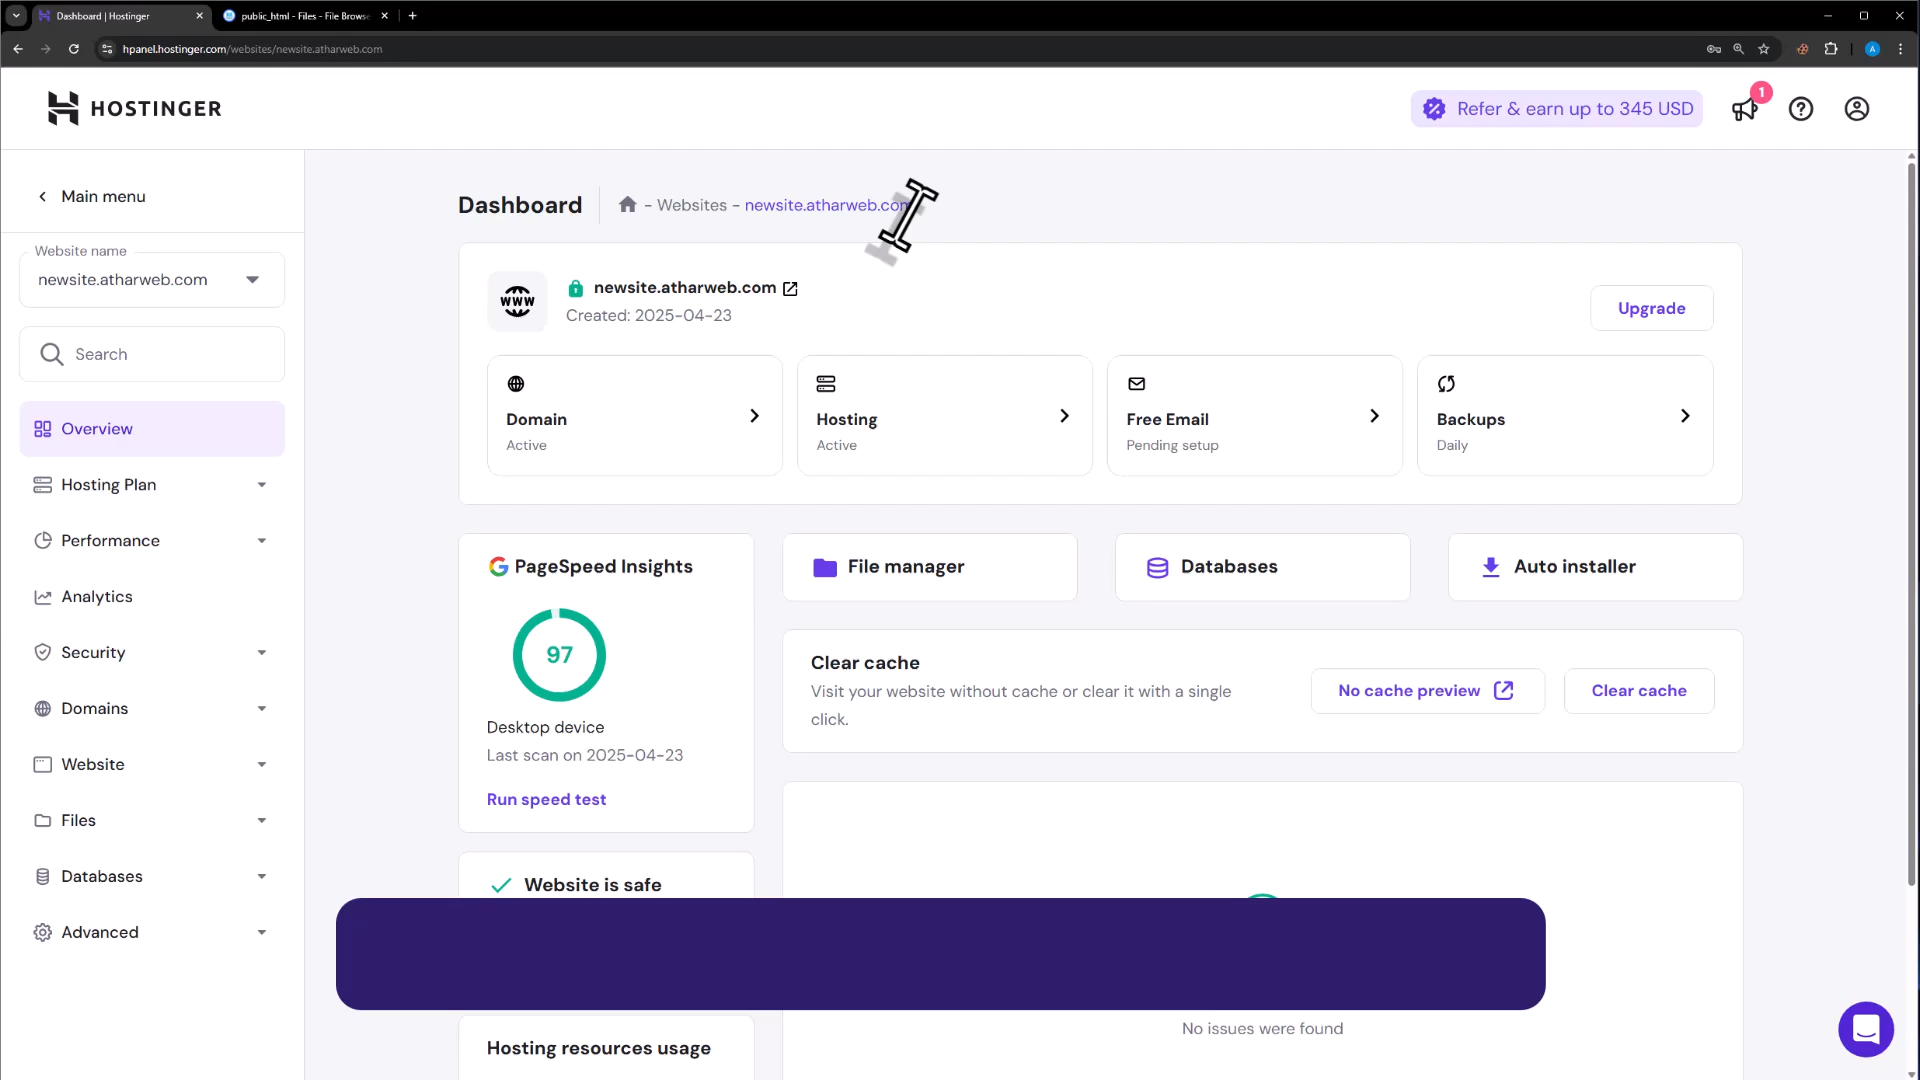 Dashboard | Hostinger
public_html - Files - File Browse
hpanel.hostinger.com/websites/newsite.atharweb.com
A
HOSTINGER
Refer & earn up to 345 USD
1
Main menu
Dashboard
- Websites - newsite.atharweb.com
Website name
newsite.atharweb.com
Search
Overview
Hosting Plan
Performance
Analytics
Security
Domains
Website
Files
Databases
Advanced
www
newsite.atharweb.com
Created: 2025-04-23
Upgrade
Domain
Active
Hosting
Active
Free Email
Pending setup
Backups
Daily
PageSpeed Insights
97
Desktop device
Last scan on 2025-04-23
Run speed test
File manager
Databases
Auto installer
Clear cache
Visit your website without cache or clear it with a single
click.
No cache preview
Clear cache
Website is safe
No issues were found
Hosting resources usage